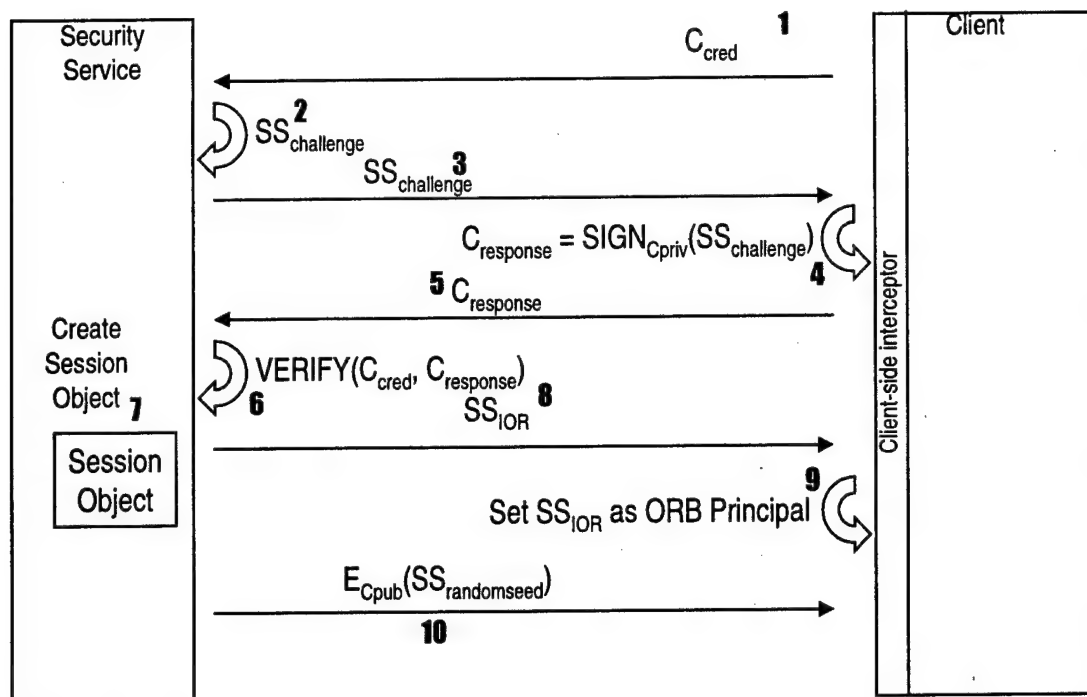 Security
Service
Client
1
C_cred
2
SS_challenge
SS_challenge 3
C_response = SIGN_Cpriv(SS_challenge)
4
5 C_response
Create
Session
Object 7
VERIFY(C_cred, C_response)
6
SS_IOR 8
Session
Object
Client-side interceptor
9
Set SS_IOR as ORB Principal
E_Cpub(SS_randomseed)
10